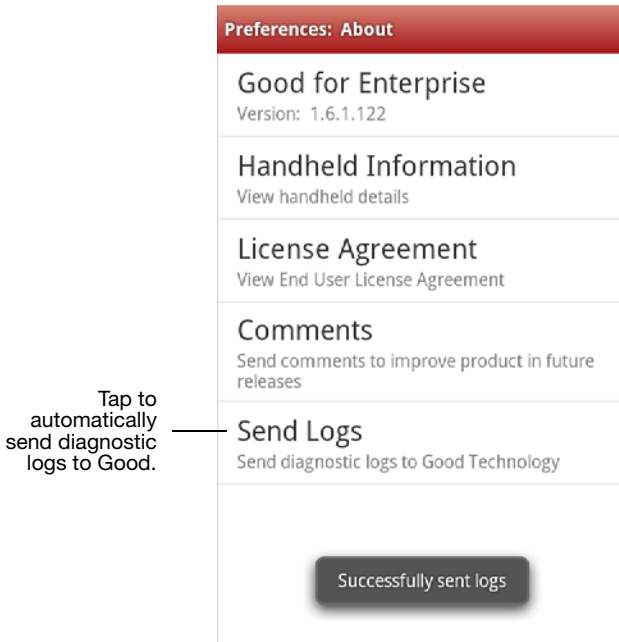 Preferences: About
Good for Enterprise
Version: 1.6.1.122
Handheld Information
View handheld details
License Agreement
View End User License Agreement
Comments
Send comments to improve product in future
releases
Tap to
automatically
send diagnostic
logs to Good.
Send Logs
Send diagnostic logs to Good Technology
Successfully sent logs